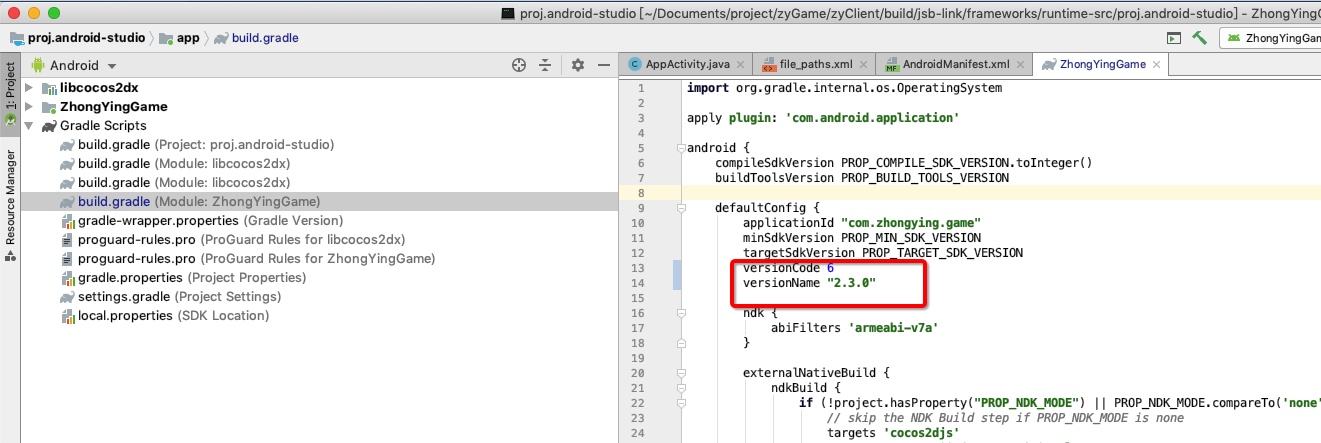 proj.android-studio [~/Documents/project/zyGame/zyClient/build/jsb-link/frameworks/runtime-src/proj.android-studio] - ZhongYingGam
proj.android-studio
app
build.gradle
ZhongYingGam
1: Project
Resource Manager
Android
libcocos2dx
ZhongYingGame
Gradle Scripts
build.gradle (Project: proj.android-studio)
build.gradle (Module: libcocos2dx)
build.gradle (Module: libcocos2dx)
build.gradle (Module: ZhongYingGame)
gradle-wrapper.properties (Gradle Version)
proguard-rules.pro (ProGuard Rules for libcocos2dx)
proguard-rules.pro (ProGuard Rules for ZhongYingGame)
gradle.properties (Project Properties)
settings.gradle (Project Settings)
local.properties (SDK Location)
AppActivity.java
file_paths.xml
AndroidManifest.xml
ZhongYingGame
1 import org.gradle.internal.os.OperatingSystem
2
3 apply plugin: 'com.android.application'
4
5 android {
6 compileSdkVersion PROP_COMPILE_SDK_VERSION.toInteger()
7 buildToolsVersion PROP_BUILD_TOOLS_VERSION
8
9 defaultConfig {
10 applicationId "com.zhongying.game"
11 minSdkVersion PROP_MIN_SDK_VERSION
12 targetSdkVersion PROP_TARGET_SDK_VERSION
13 versionCode 6
14 versionName "2.3.0"
15
16 ndk {
17 abiFilters 'armeabi-v7a'
18 }
19
20 externalNativeBuild {
21 ndkBuild {
22 if (!project.hasProperty("PROP_NDK_MODE") || PROP_NDK_MODE.compareTo('none'
23 // skip the NDK Build step if PROP_NDK_MODE is none
24 targets 'cocos2djs'